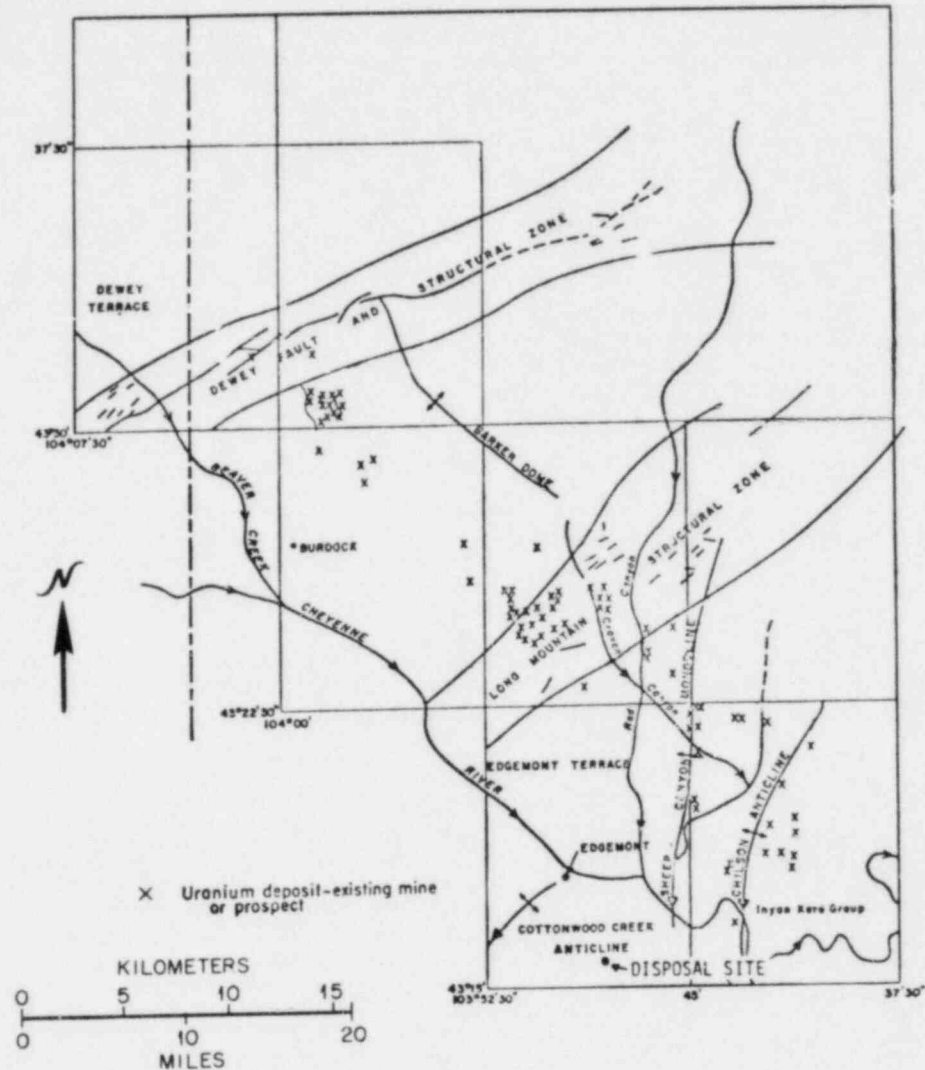 37'30"
DEWEY
TERRACE
DEWEY FAULT AND STRUCTURAL ZONE
104°07'30"
BARKER DOME
BEAVER
CREEK
BURDOCK
STRUCTURAL ZONE
Canyon
N
CHEYENNE
Craven
LONG MOUNTAIN
MONOCLINE
43°22'30"
104°00'
Canyon
Red
EDGEMONT TERRACE
RIVER
CANYON
CHILSON ANTICLINE
EDGEMONT
SHEEP
X Uranium deposit-existing mine
or prospect
Inyan Kara Group
COTTONWOOD CREEK
ANTICLINE
DISPOSAL SITE
KILOMETERS
43°15'
103°52'30"
45'
37'30"
0 5 10 15
0 10 20
MILES